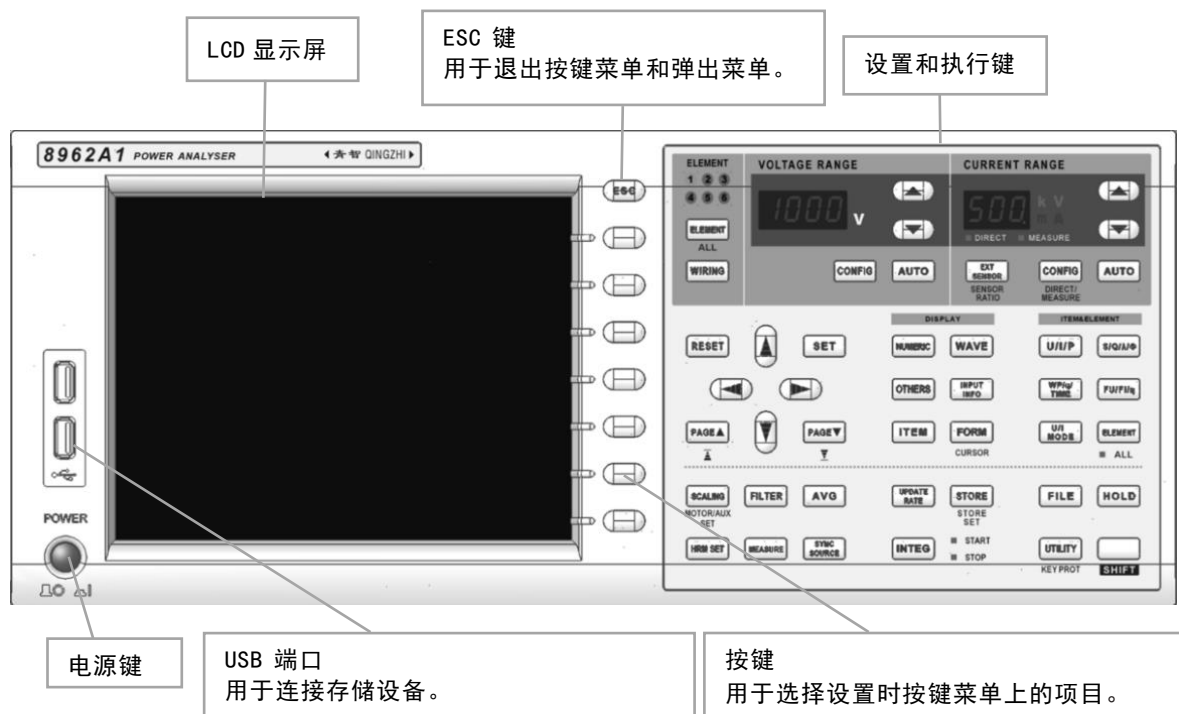 LCD 显示屏
ESC 键
用于退出按键菜单和弹出菜单。
设置和执行键
8962A1 POWER ANALYSER
青智 QINGZHI
ESC
POWER
ELEMENT
1 2 3
4 5 6
ELEMENT
ALL
WIRING
VOLTAGE RANGE
1000 V
CONFIG
AUTO
CURRENT RANGE
500
k V
m A
DIRECT
MEASURE
EXT SENSOR
SENSOR RATIO
CONFIG
DIRECT/
MEASURE
AUTO
DISPLAY
ITEM&ELEMENT
RESET
SET
NUMERIC
WAVE
U/I/P
S/Q/λ/Φ
OTHERS
INPUT INFO
WP/q/
TIME
FU/FI/η
PAGE▲
PAGE▼
ITEM
FORM
CURSOR
U/I MODE
ELEMENT
ALL
SCALING
MOTOR/AUX
SET
FILTER
AVG
UPDATE RATE
STORE
STORE SET
FILE
HOLD
HRM SET
MEASURE
SYNC SOURCE
INTEG
START
STOP
UTILITY
KEY PROT
SHIFT
电源键
USB 端口
用于连接存储设备。
按键
用于选择设置时按键菜单上的项目。